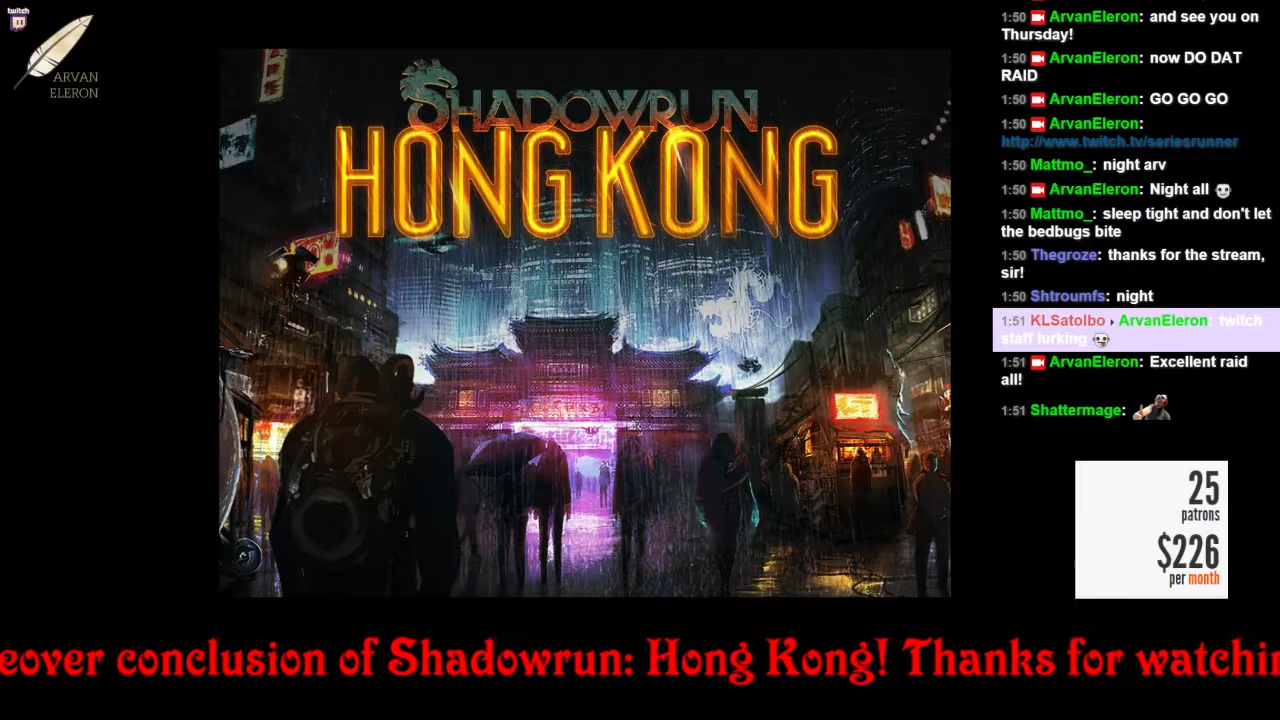 twitch
ARVAN
ELERON
SHADOWRUN
HONG KONG
1:50 ArvanEleron: and see you on
Thursday!
1:50 ArvanEleron: now DO DAT
RAID
1:50 ArvanEleron: GO GO GO
1:50 ArvanEleron:
http://www.twitch.tv/seriesrunner
1:50 Mattmo_: night arv
1:50 ArvanEleron: Night all
1:50 Mattmo_: sleep tight and don't let
the bedbugs bite
1:50 Thegroze: thanks for the stream,
sir!
1:50 Shtroumfs: night
1:51 KLSatolbo ArvanEleron: twitch
staff lurking
1:51 ArvanEleron: Excellent raid
all!
1:51 Shattermage:
25
patrons
$226
per month
eover conclusion of Shadowrun: Hong Kong! Thanks for watchin